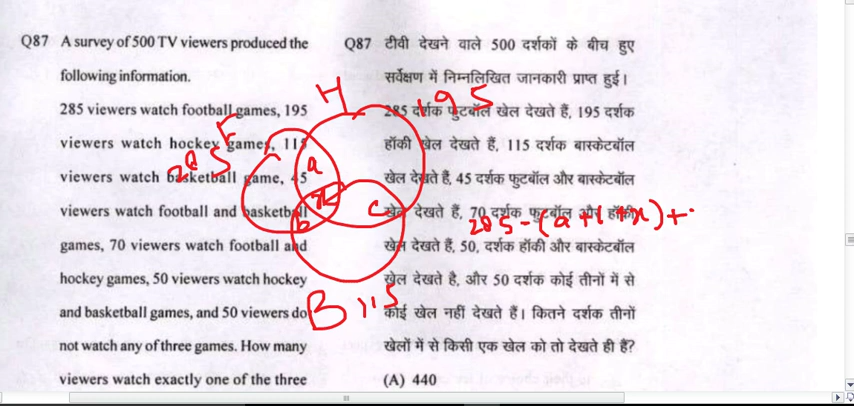 Q87 A survey of 500 TV viewers produced the
following information.
285 viewers watch football games, 195
viewers watch hockey games, 115
viewers watch basketball game, 45
viewers watch football and basketball
games, 70 viewers watch football and
hockey games, 50 viewers watch hockey
and basketball games, and 50 viewers do
not watch any of three games. How many
viewers watch exactly one of the three
Q87 टीवी देखने वाले 500 दर्शकों के बीच हुए
सर्वेक्षण में निम्नलिखित जानकारी प्राप्त हुई।
285 दर्शक फुटबॉल खेल देखते हैं, 195 दर्शक
हॉकी खेल देखते हैं, 115 दर्शक बास्केटबॉल
खेल देखते हैं, 45 दर्शक फुटबॉल और बास्केटबॉल
खेल देखते हैं, 70 दर्शक फुटबॉल और हॉकी
खेल देखते हैं, 50, दर्शक हॉकी और बास्केटबॉल
खेल देखते है, और 50 दर्शक कोई तीनों में से
कोई खेल नहीं देखते हैं। कितने दर्शक तीनों
खेलों में से किसी एक खेल को तो देखते ही हैं?
(A) 440
H 195
F 285
a
x
b
c
B 115
285-(a+b+x)+